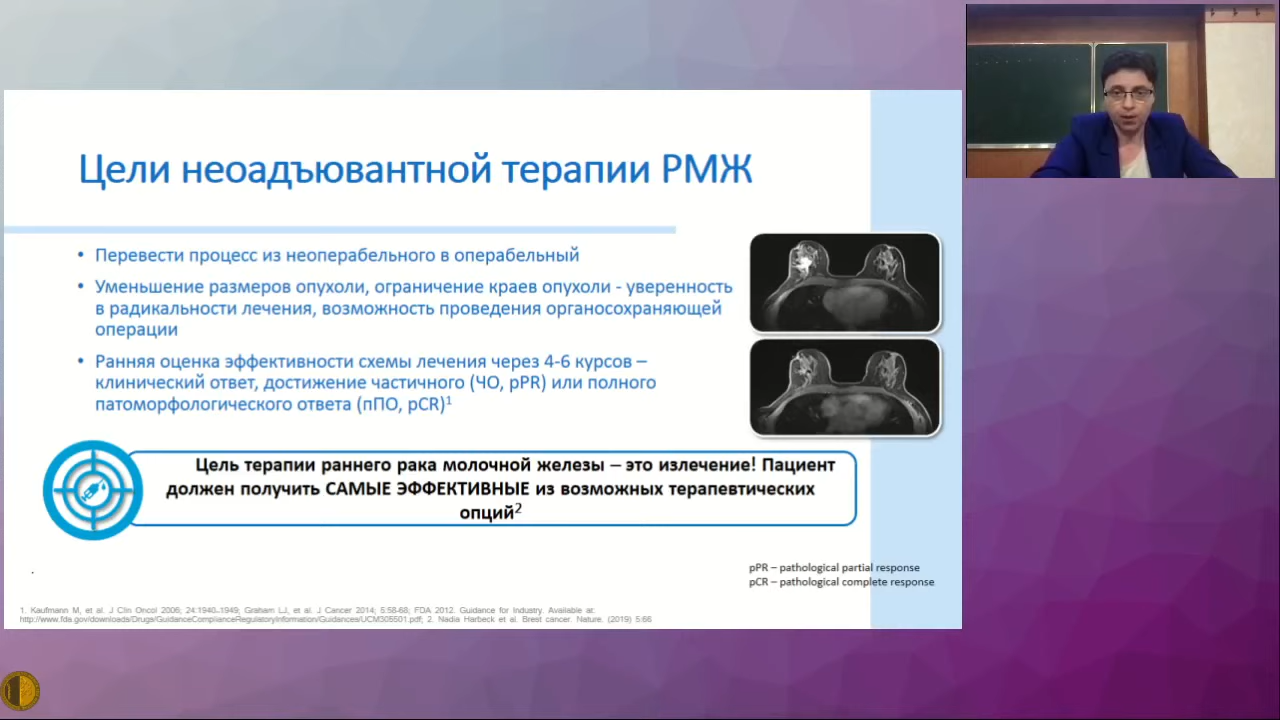 Цели неоадъювантной терапии РМЖ
• Перевести процесс из неоперабельного в операбельный
• Уменьшение размеров опухоли, ограничение краев опухоли - уверенность
в радикальности лечения, возможность проведения органосохраняющей
операции
• Ранняя оценка эффективности схемы лечения через 4-6 курсов –
клинический ответ, достижение частичного (ЧО, pPR) или полного
патоморфологического ответа (пПО, pCR)1
Цель терапии раннего рака молочной железы – это излечение! Пациент
должен получить САМЫЕ ЭФФЕКТИВНЫЕ из возможных терапевтических
опций2
pPR – pathological partial response
pCR – pathological complete response
1. Kaufmann M, et al. J Clin Oncol 2006; 24:1940–1949; Graham LJ, et al. J Cancer 2014; 5:58-68; FDA 2012. Guidance for Industry. Available at:
http://www.fda.gov/downloads/Drugs/GuidanceComplianceRegulatoryInformation/Guidances/UCM305501.pdf; 2. Nadia Harbeck et al. Brest cancer. Nature, (2019) 5:66